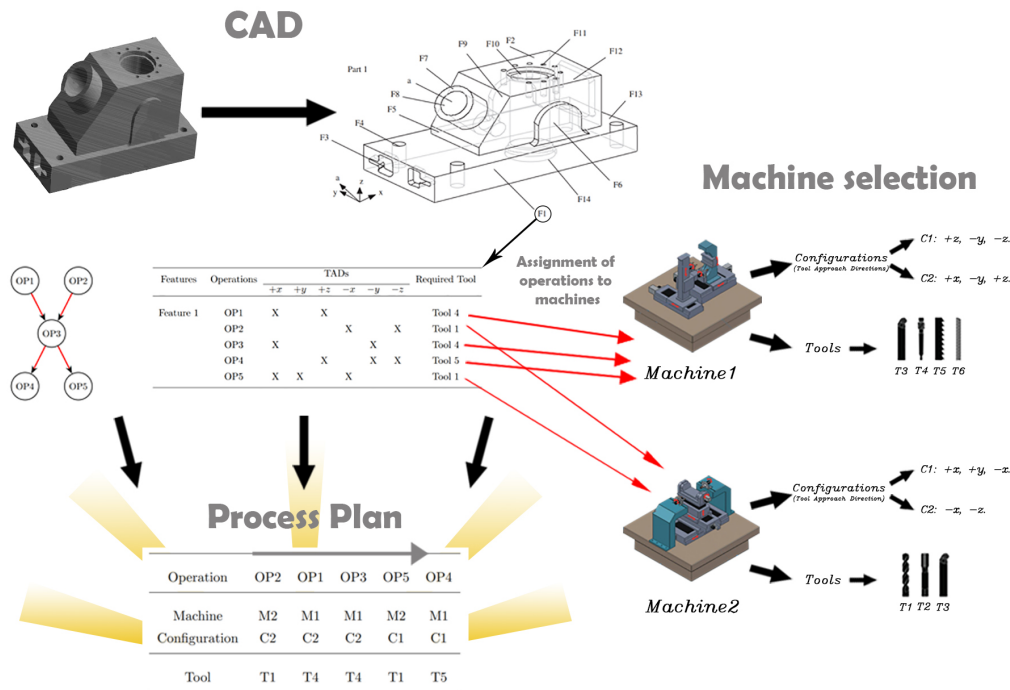 CAD
Part 1
F2
F11
F9
F10
F12
F7
a
F8
F13
F5
F4
F3
F6
F14
F1
a
z
y
x
Machine selection
OP1 OP2
OP3
OP4 OP5
Features Operations TADs Required Tool
+x +y +z −x −y −z
Feature 1 OP1 X X Tool 4
OP2 X X Tool 1
OP3 X X Tool 4
OP4 X X X Tool 5
OP5 X X X Tool 1
Assignment of
operations to
machines
Machine1
Configurations
(Tool Approach Directions)
C1: +z, −y, −z.
C2: +x, −y, +z.
Tools
T3 T4 T5 T6
Machine2
Configurations
(Tool Approach Direction)
C1: +x, +y, −x.
C2: −x, −z.
Tools
T1 T2 T3
Process Plan
Operation OP2 OP1 OP3 OP5 OP4
Machine M2 M1 M1 M2 M1
Configuration C2 C2 C2 C1 C1
Tool T1 T4 T4 T1 T5